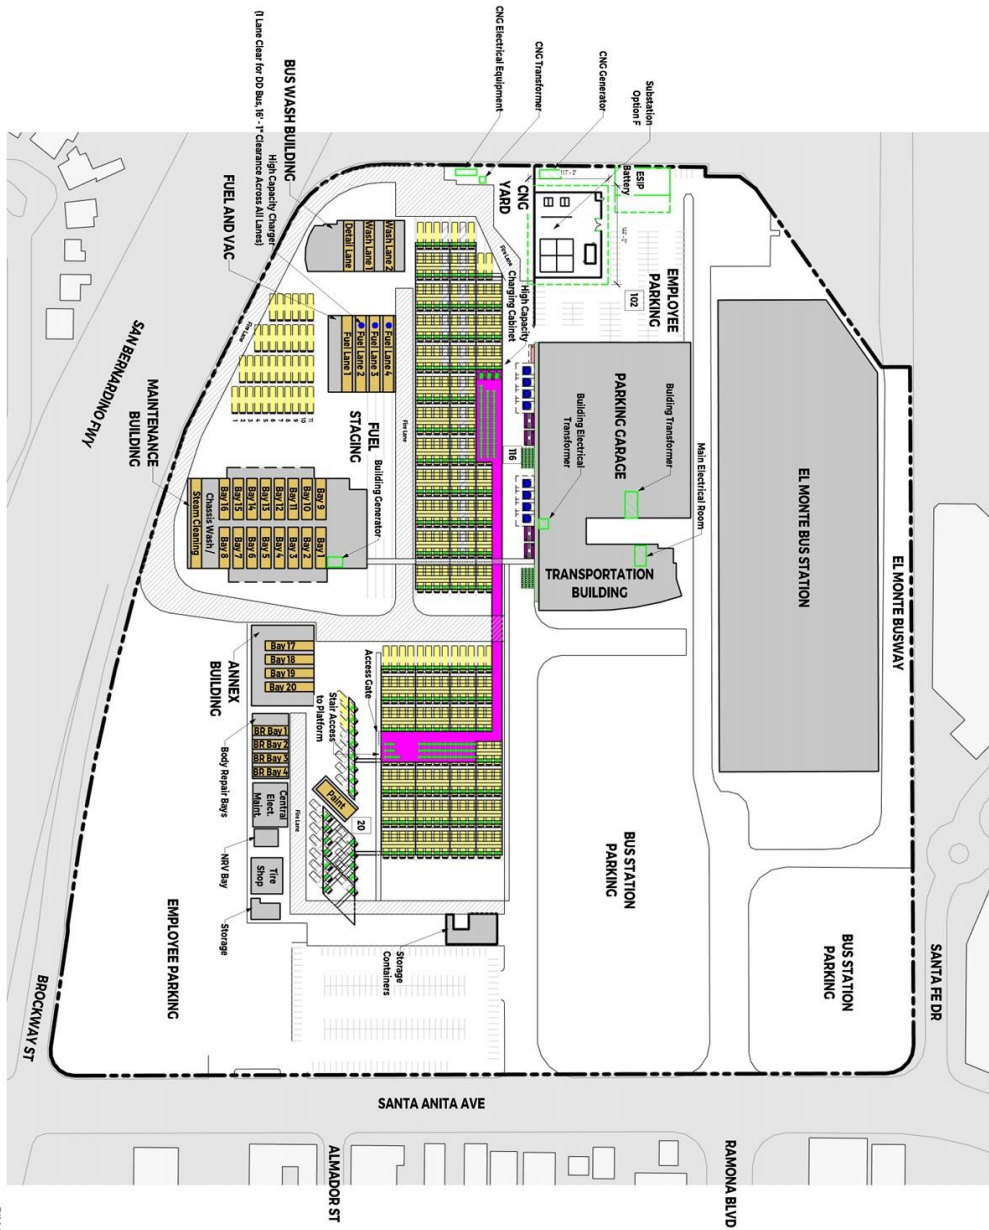 CNG Electrical Equipment
CNG Transformer
CNG Generator
Substation
Option F
BUS WASH BUILDING
(1 Lane Clear for DD Bus, 16' - 1" Clearance Across All Lanes)
High Capacity Charger
FUEL AND VAC
Detail Lane
Wash Lane 1
Wash Lane 2
CNG
YARD
117' - 0"
ESIP
Battery
EMPLOYEE
PARKING
102
Fire Lane
High Capacity
Charging Cabinet
Fuel Lane 1
Fuel Lane 2
Fuel Lane 3
Fuel Lane 4
Fire Lane
FUEL
STAGING
Fire Lane
116
PARKING GARAGE
Building Transformer
Building Electrical
Transformer
Main Electrical Room
TRANSPORTATION
BUILDING
EL MONTE BUS STATION
EL MONTE BUSWAY
SAN BERNARDINO FWY
MAINTENANCE
BUILDING
Building Generator
Bay 9
Bay 10
Bay 11
Bay 12
Bay 13
Bay 14
Bay 15
Bay 16
Bay 1
Bay 2
Bay 3
Bay 4
Bay 5
Bay 6
Bay 7
Bay 8
Chassis Wash/
Steam Cleaning
ANNEX
BUILDING
Bay 17
Bay 18
Bay 19
Bay 20
Access Gate
Stair Access
to Platform
BR Bay 1
BR Bay 2
BR Bay 3
BR Bay 4
Body Repair Bays
Central
Elect.
Maint.
NRV Bay
Tire
Shop
Storage
Fire Lane
Paint
20
Storage
Containers
EMPLOYEE PARKING
BUS STATION
PARKING
BUS STATION
PARKING
SANTA FE DR
BROCKWAY ST
SANTA ANITA AVE
ALMADOR ST
RAMONA BLVD